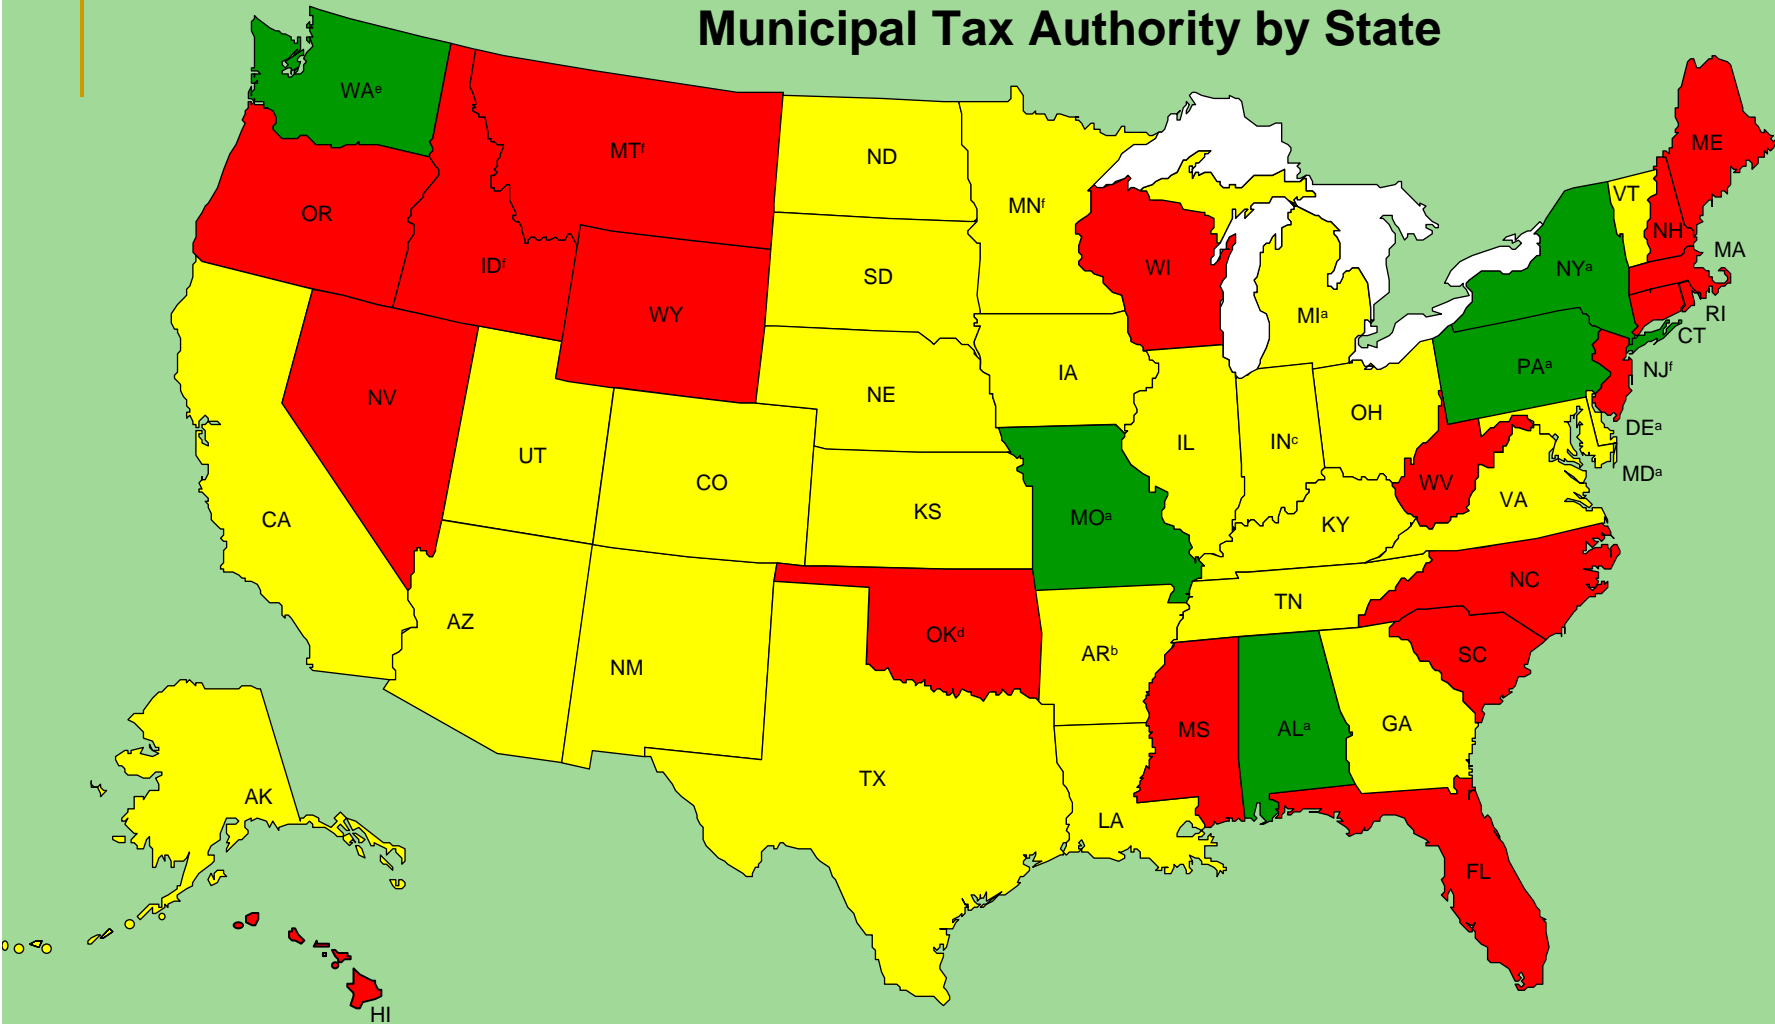 Municipal Tax Authority by State
WAᵉ
MTᶠ
ND
MNᶠ
ME
VT
OR
NH
MA
IDᶠ
WI
NYᵃ
SD
WY
MIᵃ
RI
CT
IA
PAᵃ
NJᶠ
NV
NE
OH
DEᵃ
UT
IL
INᶜ
MDᵃ
CO
WV
VA
CA
KS
MOᵃ
KY
NC
AZ
TN
OKᵈ
ARᵇ
SC
NM
MS
ALᵃ
GA
TX
AK
LA
FL
HI